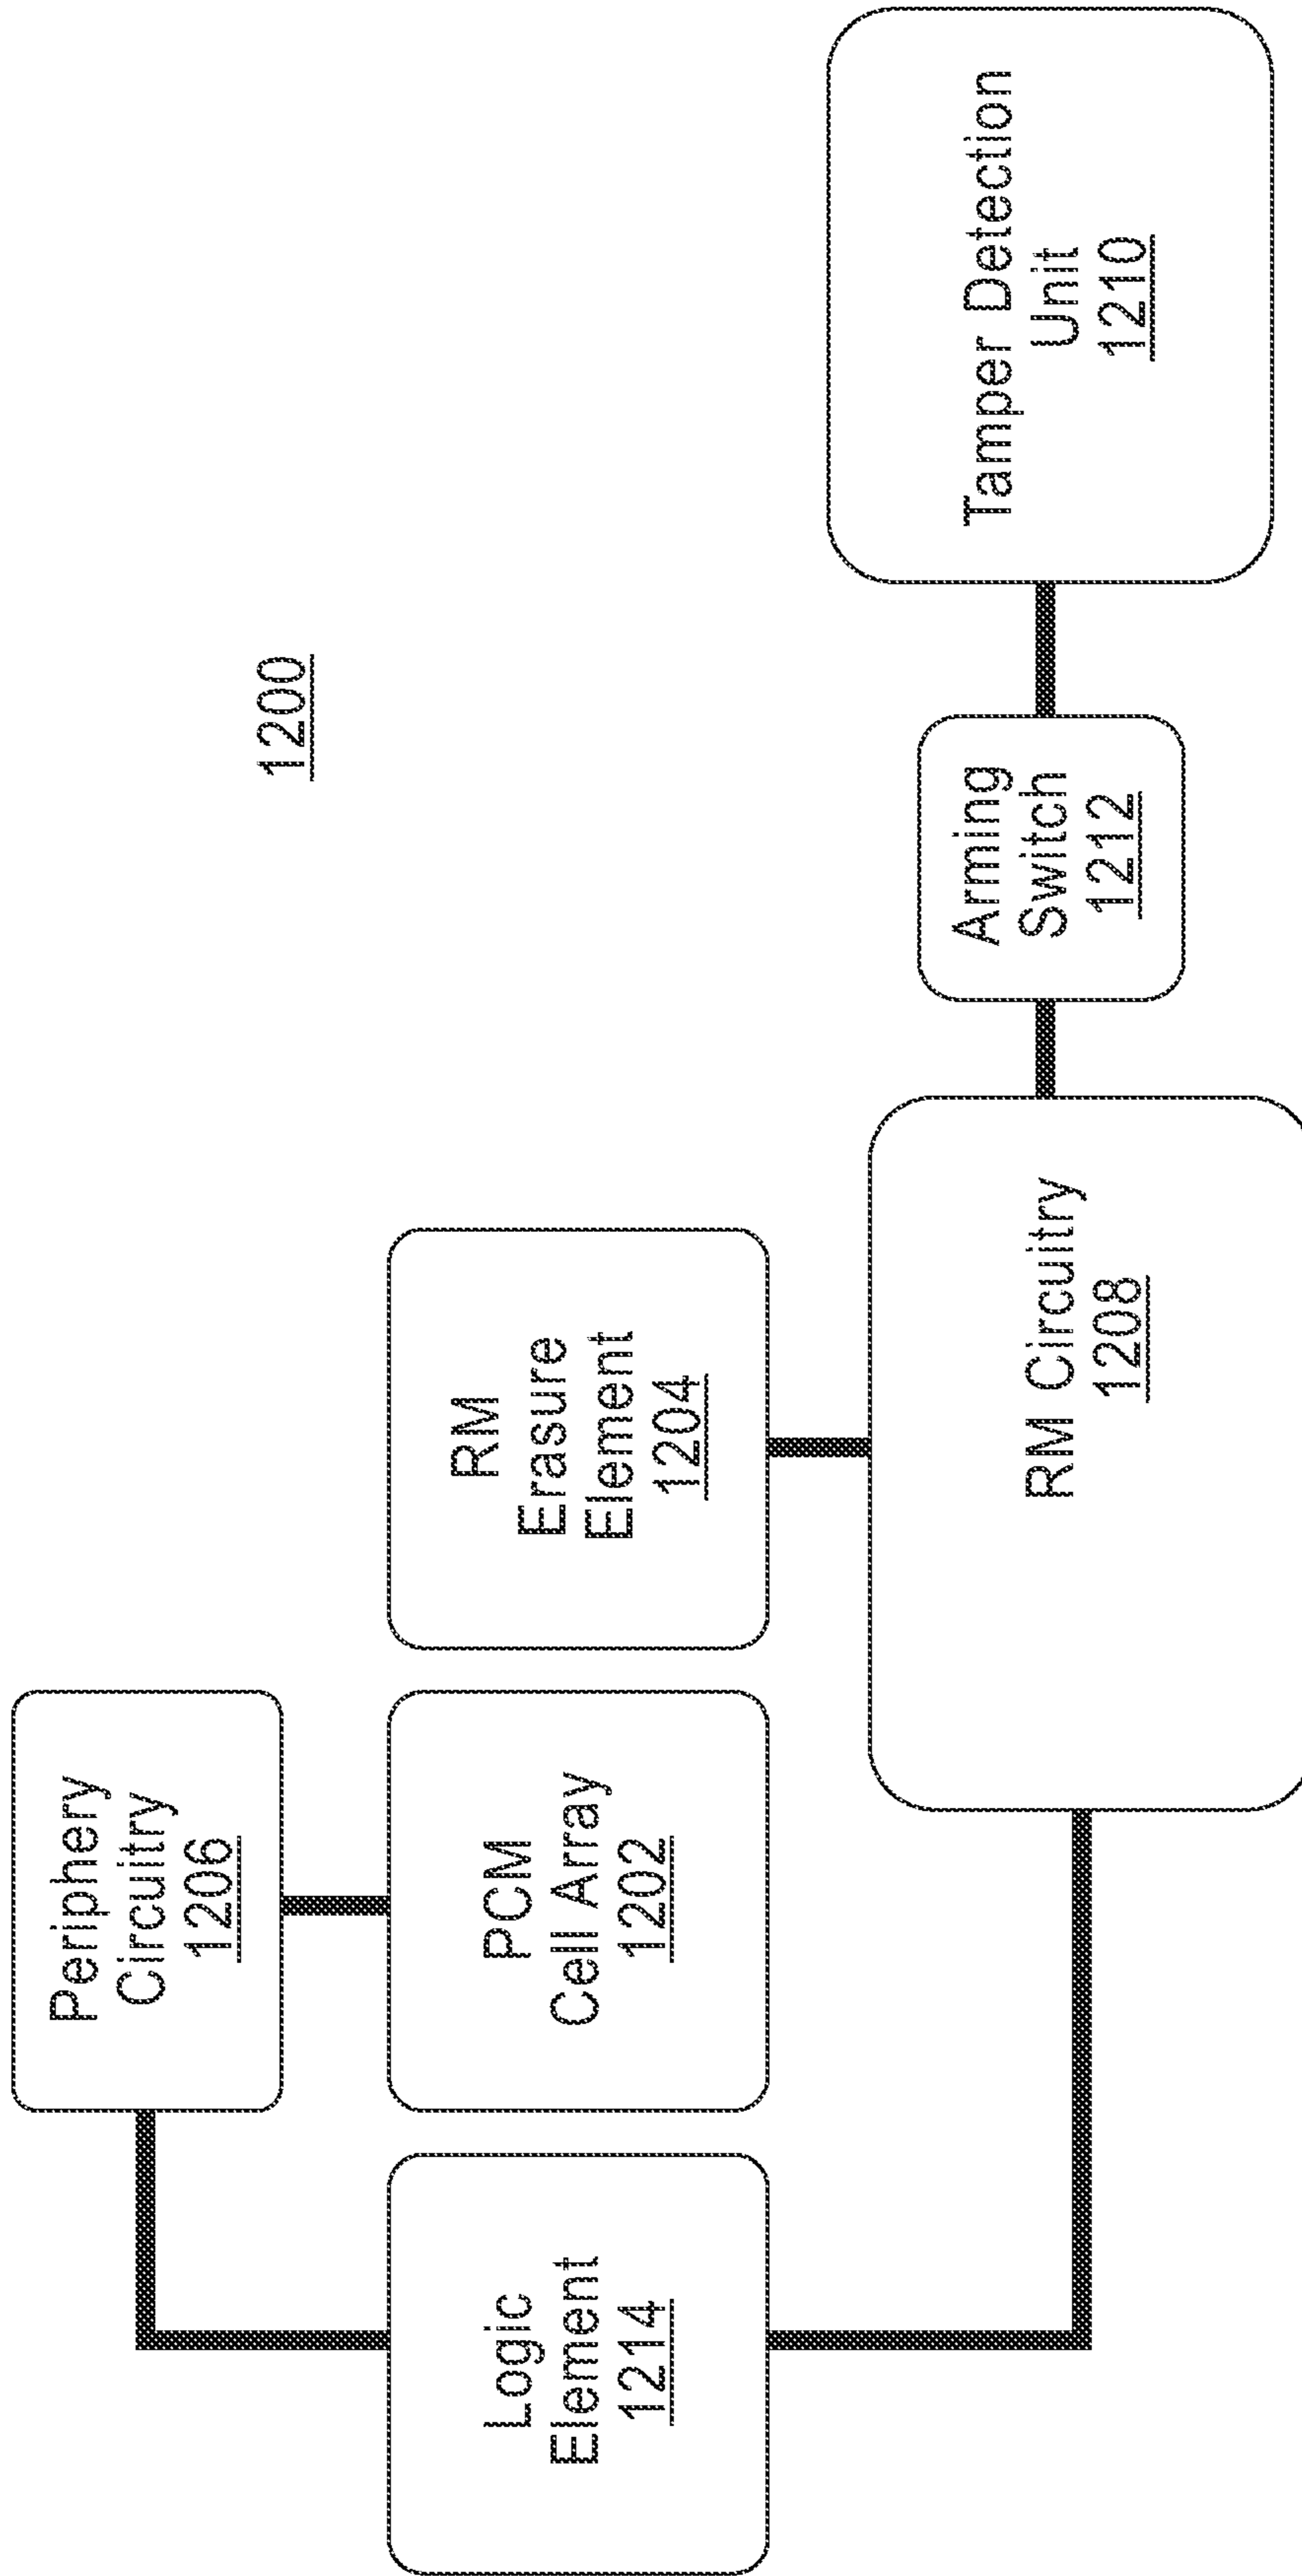 1200
Periphery
Circuitry
1206
Logic
Element
1214
PCM
Cell Array
1202
RM
Erasure
Element
1204
RM Circuitry
1208
Arming
Switch
1212
Tamper Detection
Unit
1210